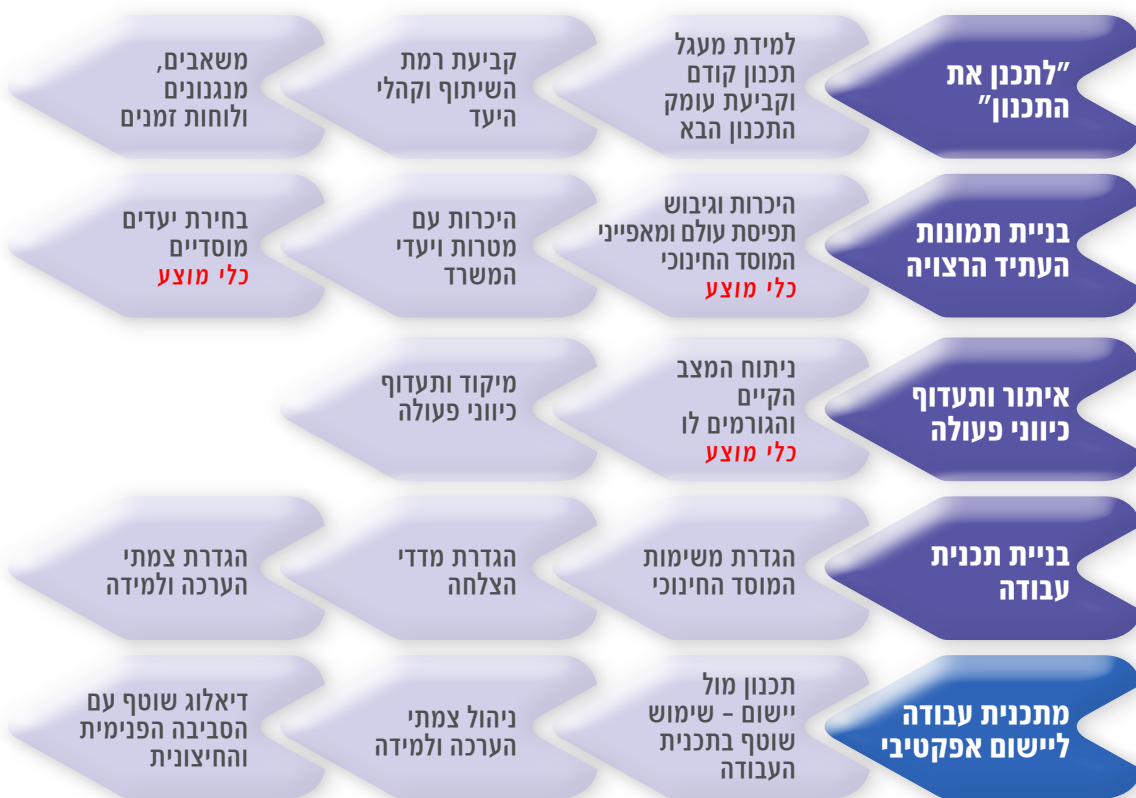 "לתכנן את
התכנון"
למידת מעגל
תכנון קודם
וקביעת עומק
התכנון הבא
קביעת רמת
השיתוף וקהלי
היעד
משאבים,
מנגנונים
ולוחות זמנים
בניית תמונות
העתיד הרצויה
היכרות וגיבוש
תפיסת עולם ומאפייני
המוסד החינוכי
כלי מוצע
היכרות עם
מטרות ויעדי
המשרד
בחירת יעדים
מוסדיים
כלי מוצע
איתור ותעדוף
כיווני פעולה
ניתוח המצב
הקיים
והגורמים לו
כלי מוצע
מיקוד ותעדוף
כיווני פעולה
בניית תכנית
עבודה
הגדרת משימות
המוסד החינוכי
הגדרת מדדי
הצלחה
הגדרת צמתי
הערכה ולמידה
מתכנית עבודה
ליישום אפקטיבי
תכנון מול
יישום – שימוש
שוטף בתכנית
העבודה
ניהול צמתי
הערכה ולמידה
דיאלוג שוטף עם
הסביבה הפנימית
והחיצונית